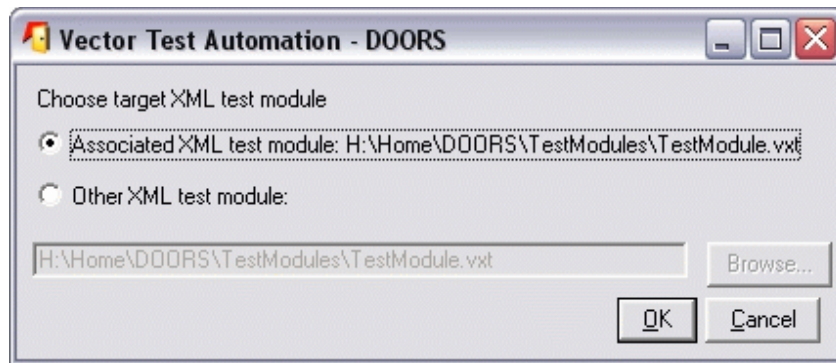 Vector Test Automation - DOORS
Choose target XML test module
Associated XML test module: H:\Home\DOORS\TestModules\TestModule.vxt
Other XML test module:
H:\Home\DOORS\TestModules\TestModule.vxt
Browse...
OK Cancel